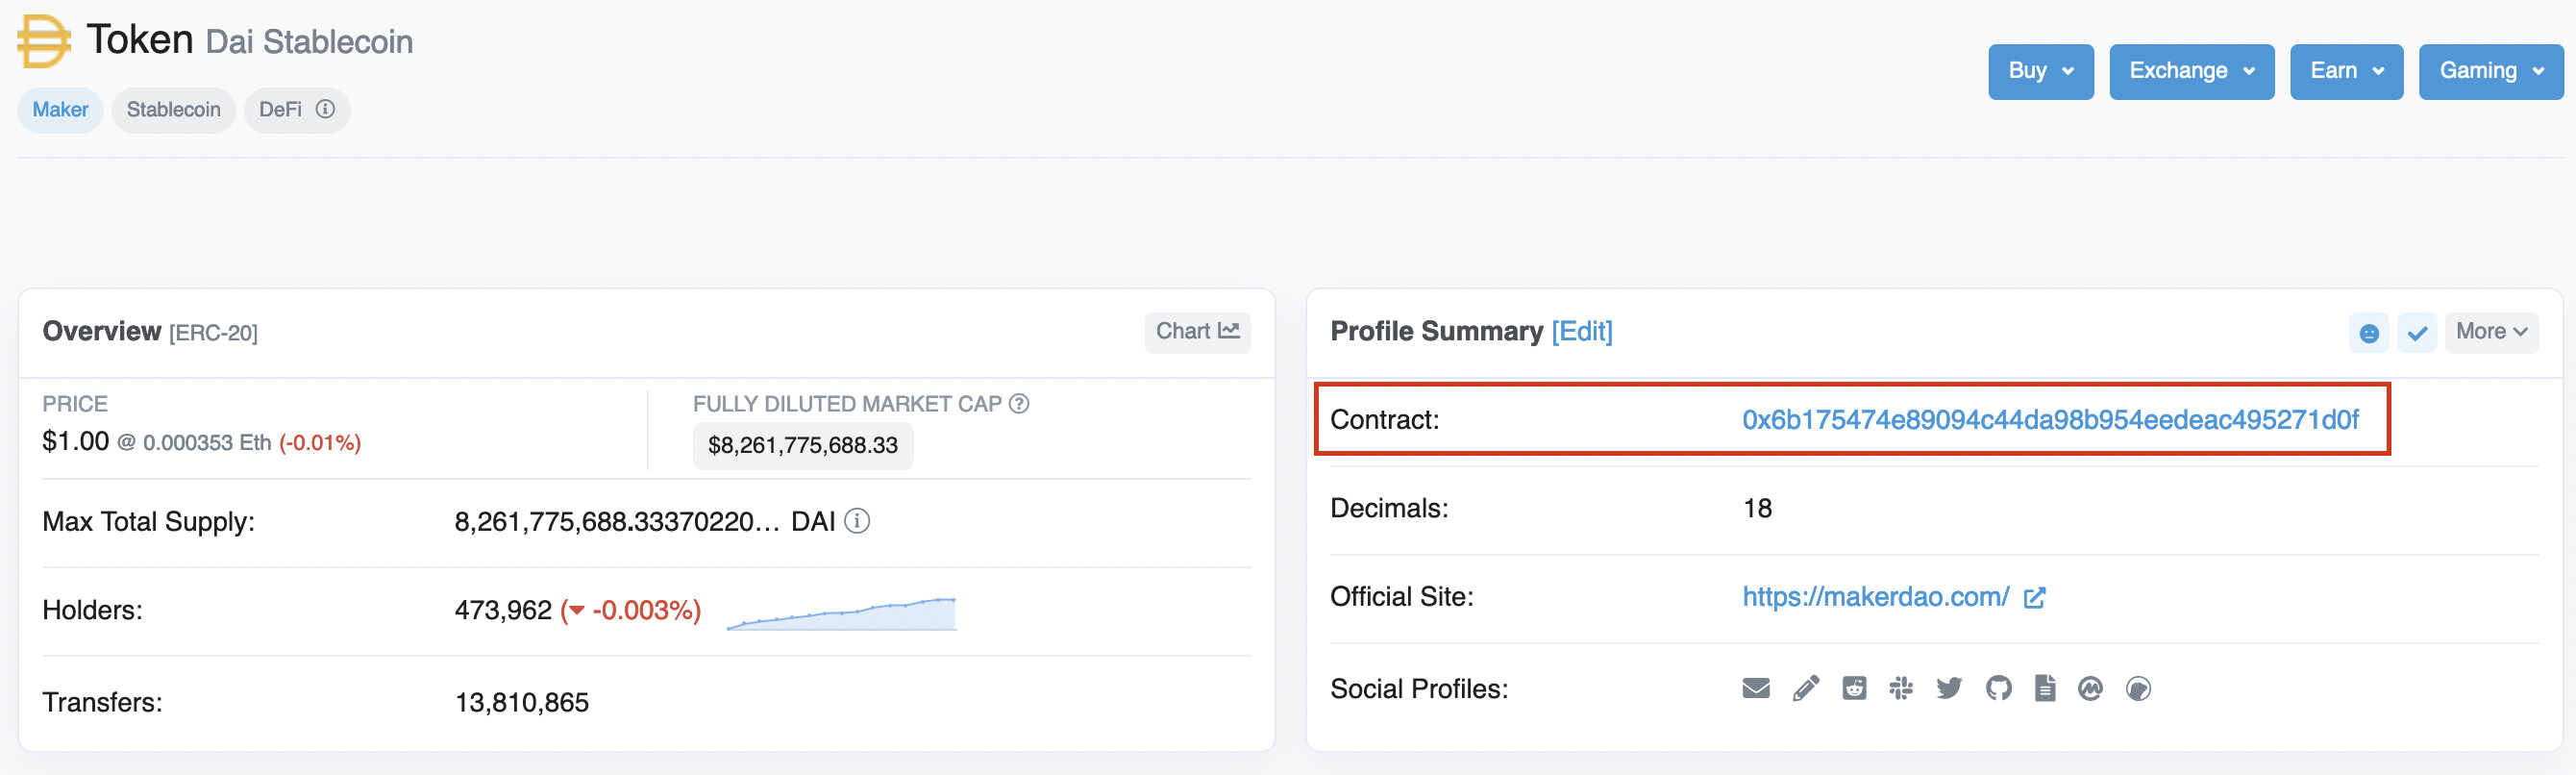 Token Dai Stablecoin
Maker Stablecoin DeFi
Buy Exchange Earn Gaming
Overview [ERC-20] Chart
PRICE
$1.00 @ 0.000353 Eth (-0.01%)
FULLY DILUTED MARKET CAP
$8,261,775,688.33
Max Total Supply: 8,261,775,688.33370220... DAI
Holders: 473,962 (-0.003%)
Transfers: 13,810,865
Profile Summary [Edit] More
Contract: 0x6b175474e89094c44da98b954eedeac495271d0f
Decimals: 18
Official Site: https://makerdao.com/
Social Profiles: